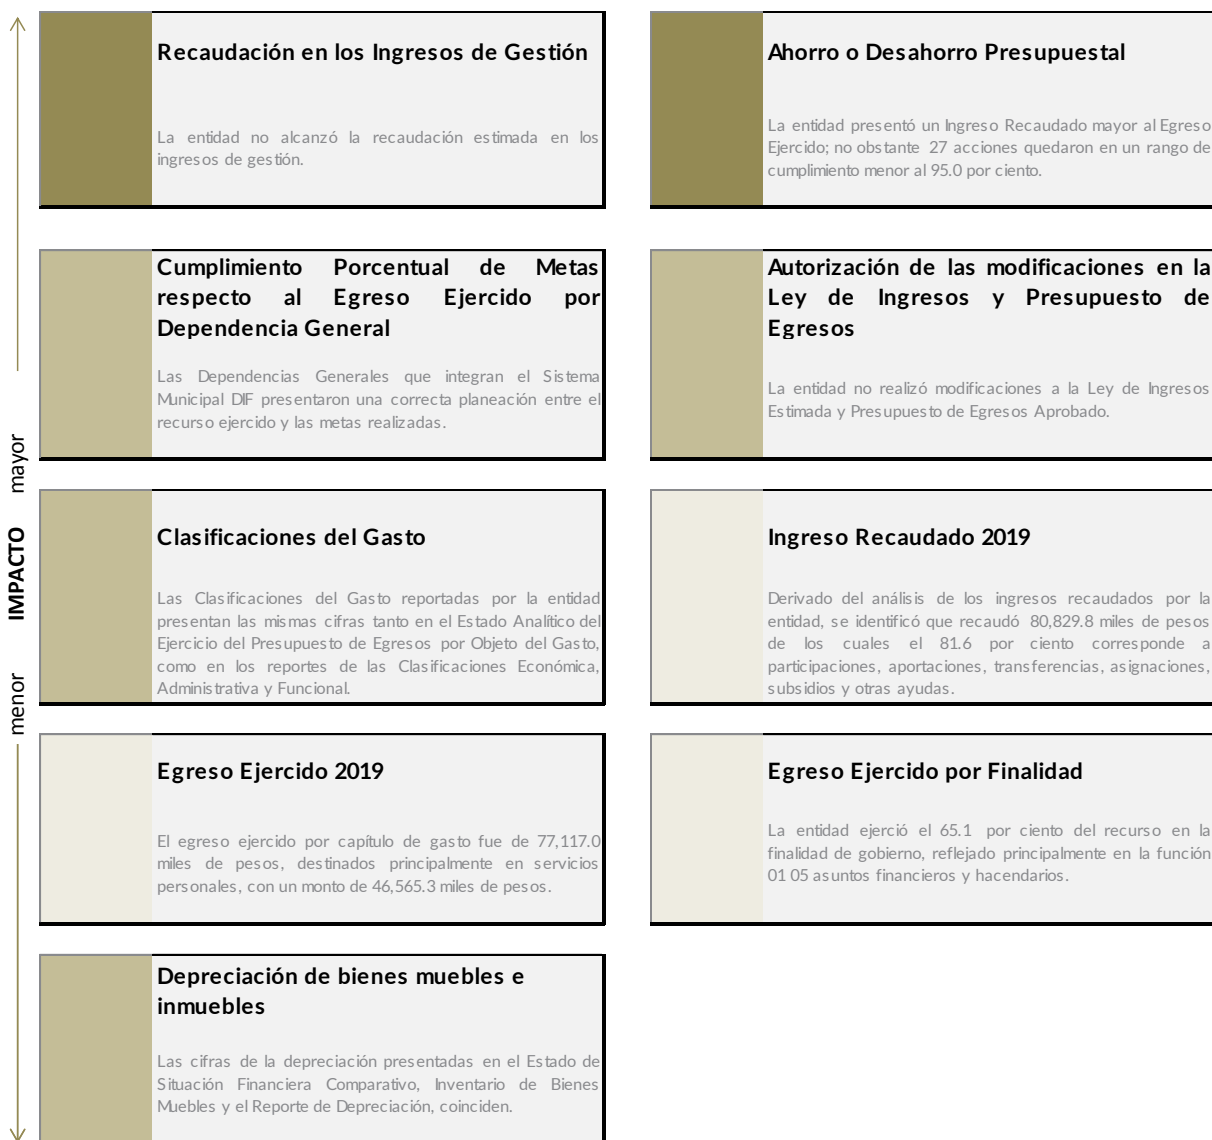 Recaudación en los Ingresos de Gestión
La entidad no alcanzó la recaudación estimada en los
ingresos de gestión.
Ahorro o Desahorro Presupuestal
La entidad presentó un Ingreso Recaudado mayor al Egreso
Ejercido; no obstante 27 acciones quedaron en un rango de
cumplimiento menor al 95.0 por ciento.
Cumplimiento Porcentual de Metas
respecto al Egreso Ejercido por
Dependencia General
Las Dependencias Generales que integran el Sistema
Municipal DIF presentaron una correcta planeación entre el
recurso ejercido y las metas realizadas.
Autorización de las modificaciones en la
Ley de Ingresos y Presupuesto de
Egresos
La entidad no realizó modificaciones a la Ley de Ingresos
Estimada y Presupuesto de Egresos Aprobado.
menor IMPACTO mayor
Clasificaciones del Gasto
Las Clasificaciones del Gasto reportadas por la entidad
presentan las mismas cifras tanto en el Estado Analítico del
Ejercicio del Presupuesto de Egresos por Objeto del Gasto,
como en los reportes de las Clasificaciones Económica,
Administrativa y Funcional.
Ingreso Recaudado 2019
Derivado del análisis de los ingresos recaudados por la
entidad, se identificó que recaudó 80,829.8 miles de pesos
de los cuales el 81.6 por ciento corresponde a
participaciones, aportaciones, transferencias, asignaciones,
subsidios y otras ayudas.
Egreso Ejercido 2019
El egreso ejercido por capítulo de gasto fue de 77,117.0
miles de pesos, destinados principalmente en servicios
personales, con un monto de 46,565.3 miles de pesos.
Egreso Ejercido por Finalidad
La entidad ejerció el 65.1 por ciento del recurso en la
finalidad de gobierno, reflejado principalmente en la función
01 05 asuntos financieros y hacendarios.
Depreciación de bienes muebles e
inmuebles
Las cifras de la depreciación presentadas en el Estado de
Situación Financiera Comparativo, Inventario de Bienes
Muebles y el Reporte de Depreciación, coinciden.